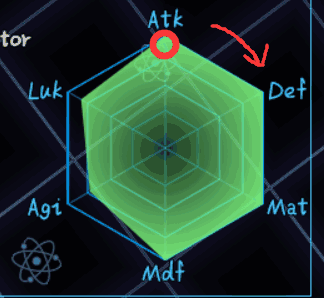 Atk
tor
Luk
Def
Agi
Mat
Mdf